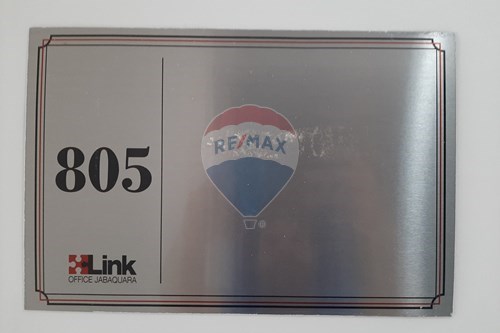 805
RE/MAX
Link
OFFICE JABAQUARA